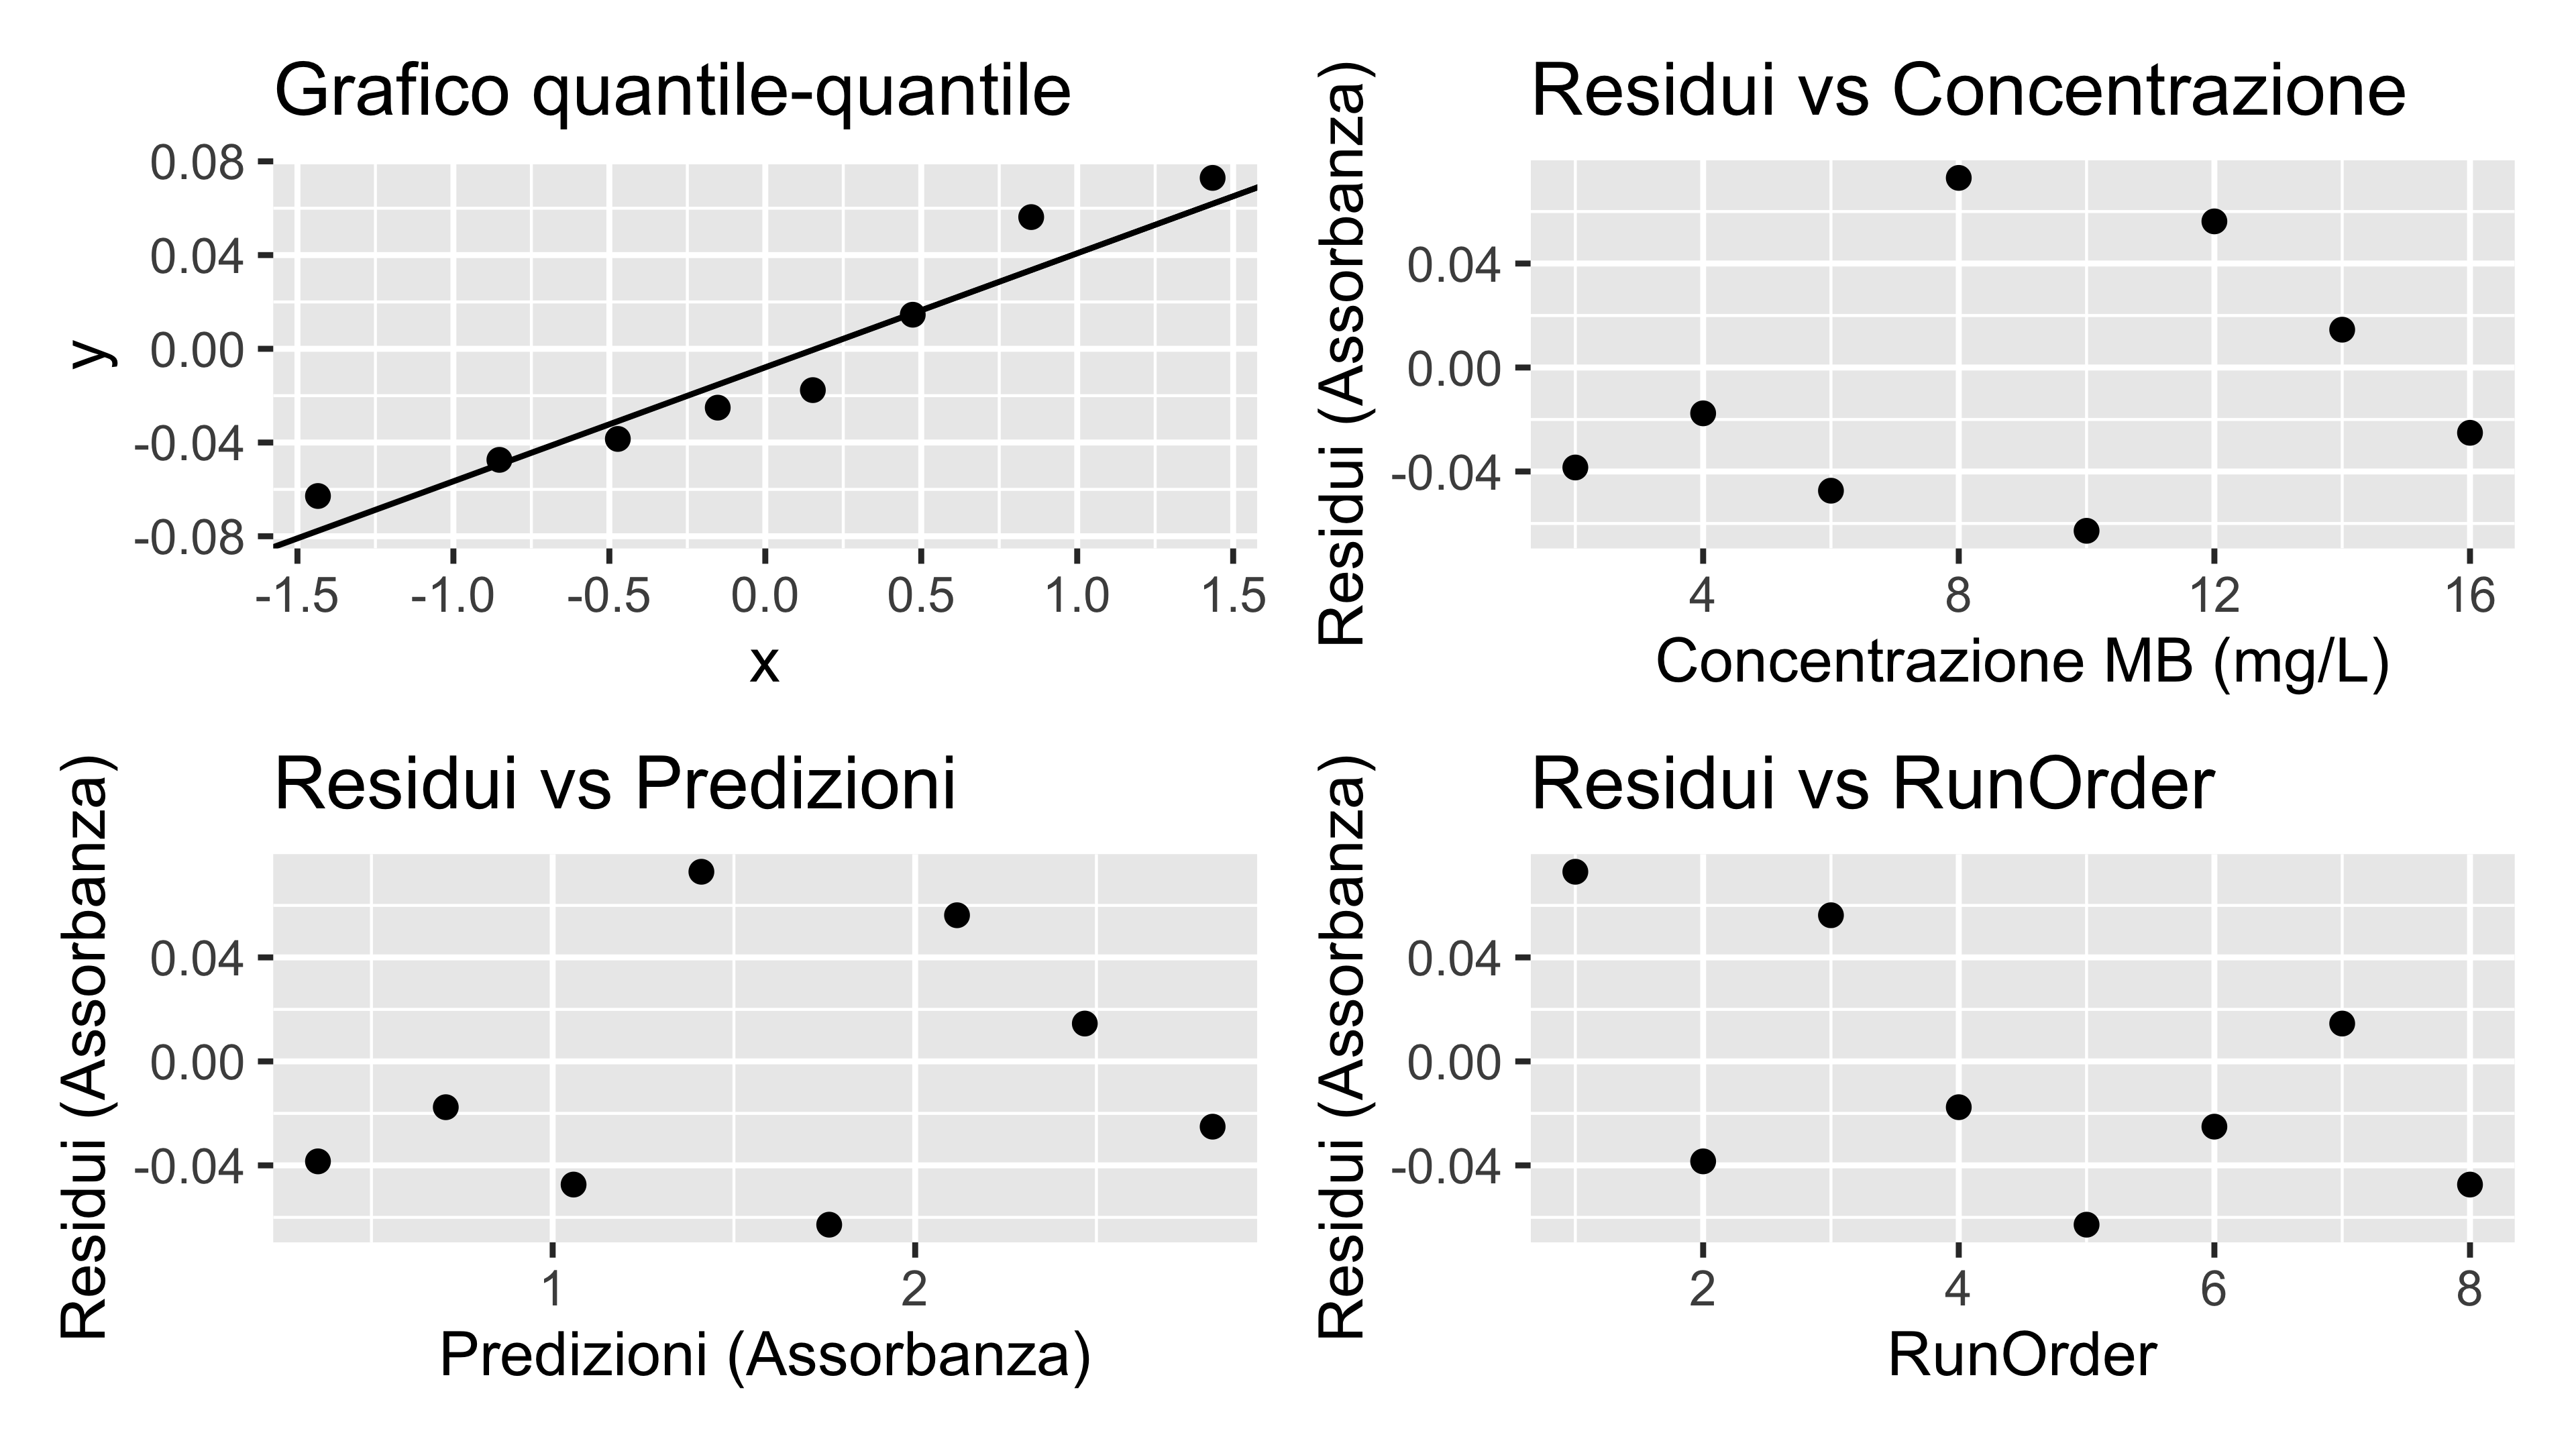 Grafico quantile-quantile
y
0.08
0.04
0.00
-0.04
-0.08
-1.5 -1.0 -0.5 0.0 0.5 1.0 1.5
x
Residui vs Concentrazione
Residui (Assorbanza)
0.04
0.00
-0.04
4 8 12 16
Concentrazione MB (mg/L)
Residui vs Predizioni
Residui (Assorbanza)
0.04
0.00
-0.04
1 2
Predizioni (Assorbanza)
Residui vs RunOrder
Residui (Assorbanza)
0.04
0.00
-0.04
2 4 6 8
RunOrder